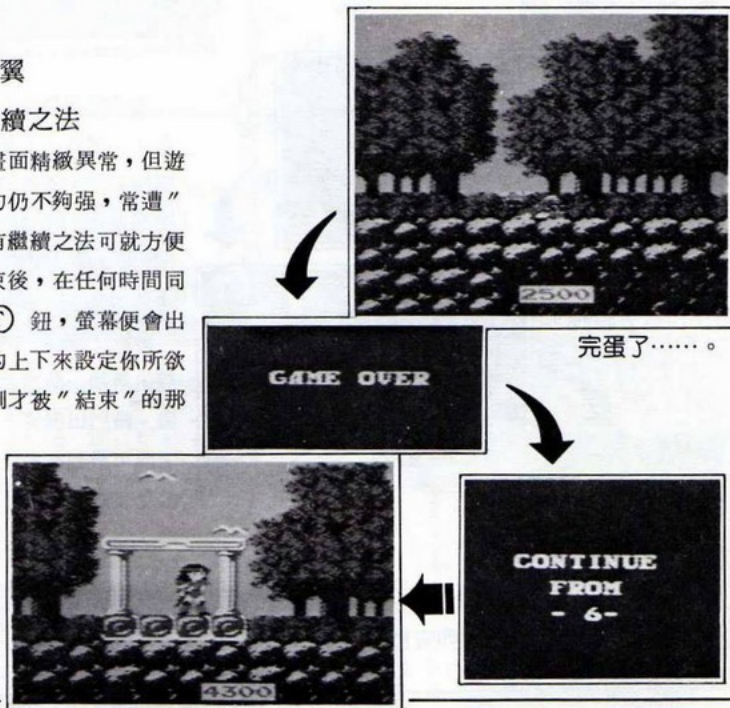 翼
續之法
畫面精緻異常，但遊
力仍不夠强，常遭″
有繼續之法可就方便
束後，在任何時間同
鈕，螢幕便會出
的上下來設定你所欲
剛才被″結束″的那
2500
完蛋了……。
GAME OVER
CONTINUE
FROM
- 6-
4300